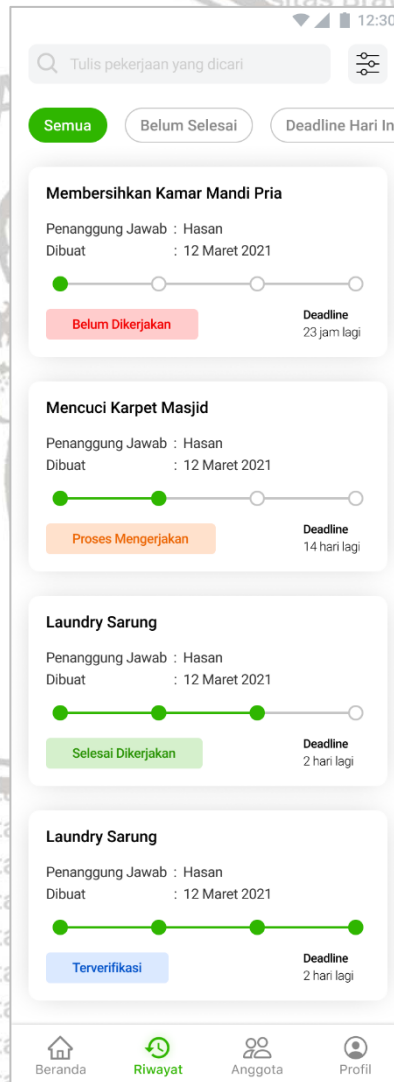 12:30
Tulis pekerjaan yang dicari
Semua Belum Selesai Deadline Hari In
Membersihkan Kamar Mandi Pria
Penanggung Jawab : Hasan
Dibuat : 12 Maret 2021
Belum Dikerjakan
Deadline
23 jam lagi
Mencuci Karpet Masjid
Penanggung Jawab : Hasan
Dibuat : 12 Maret 2021
Proses Mengerjakan
Deadline
14 hari lagi
Laundry Sarung
Penanggung Jawab : Hasan
Dibuat : 12 Maret 2021
Selesai Dikerjakan
Deadline
2 hari lagi
Laundry Sarung
Penanggung Jawab : Hasan
Dibuat : 12 Maret 2021
Terverifikasi
Deadline
2 hari lagi
Beranda Riwayat Anggota Profil